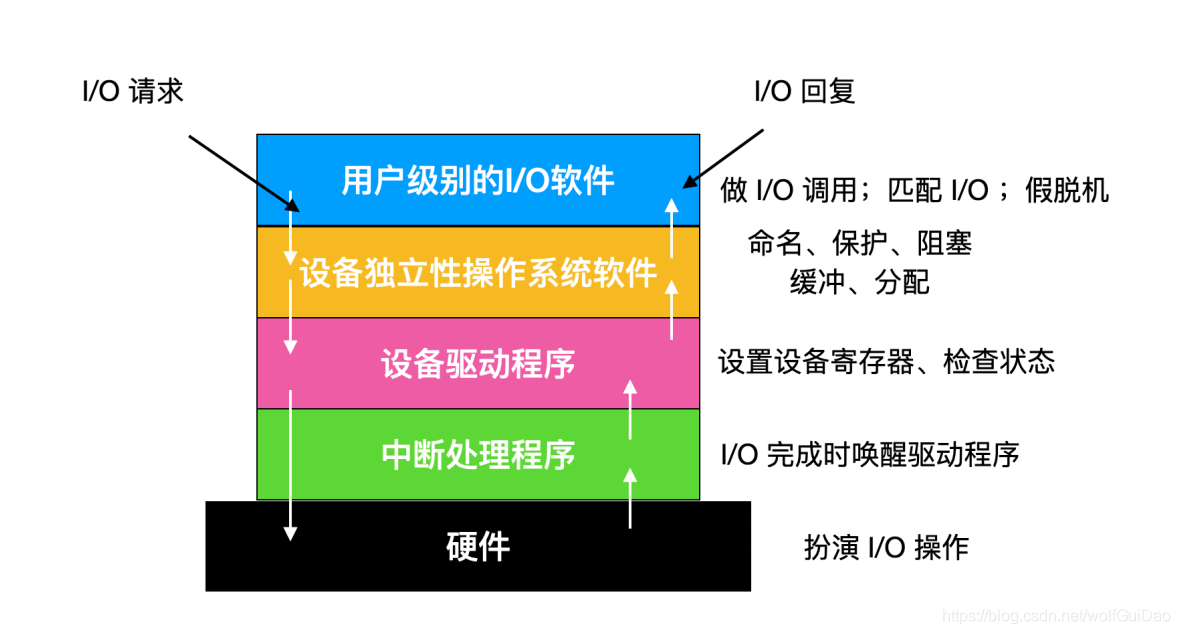 I/O 请求
I/O 回复
用户级别的I/O软件
做 I/O 调用；匹配 I/O ；假脱机
设备独立性操作系统软件
命名、保护、阻塞
缓冲、分配
设备驱动程序
设置设备寄存器、检查状态
中断处理程序
I/O 完成时唤醒驱动程序
硬件
扮演 I/O 操作
https://blog.csdn.net/wolfGuiDao